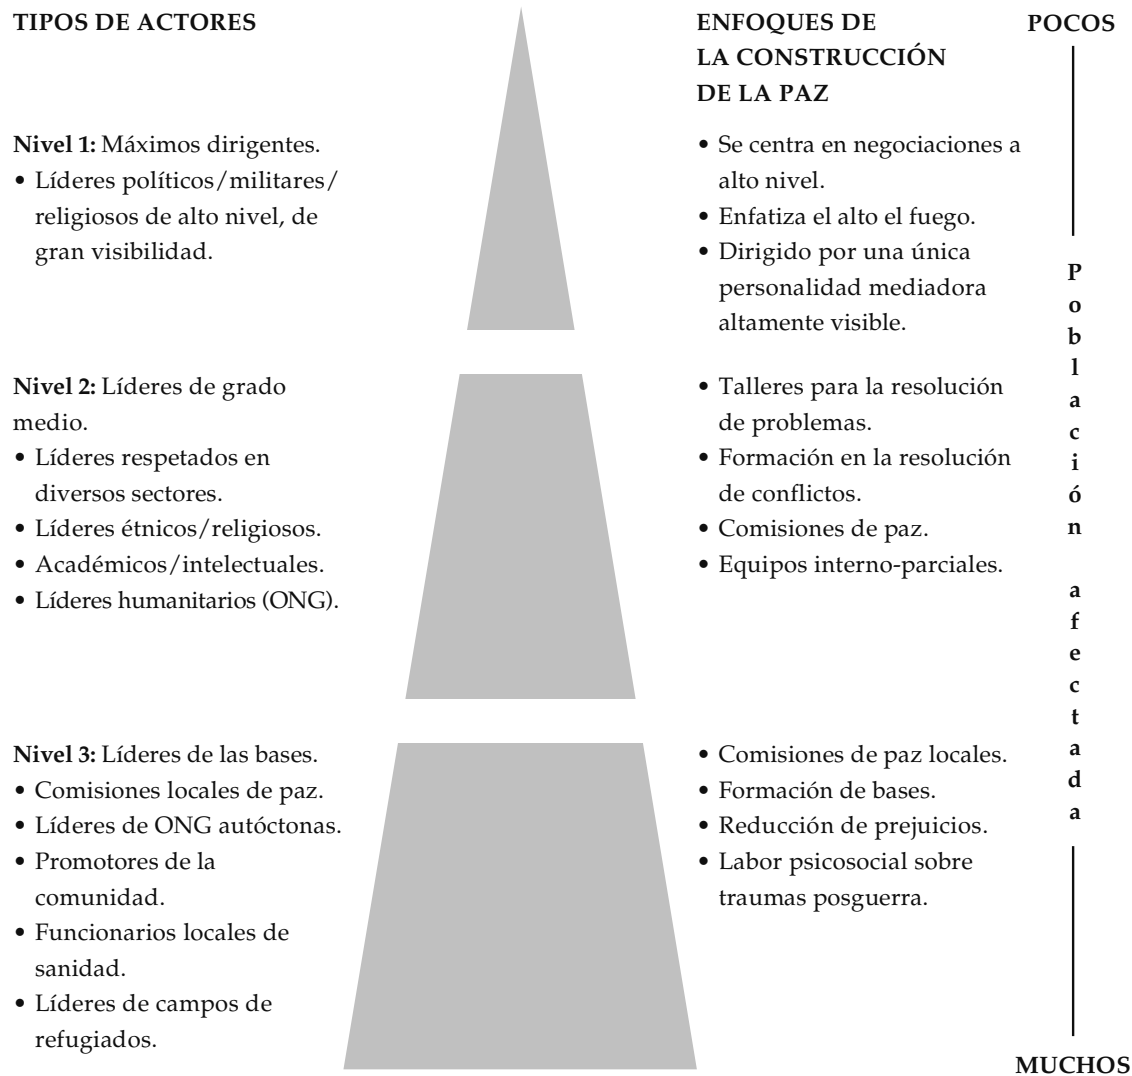 TIPOS DE ACTORES
Nivel 1: Máximos dirigentes.
• Líderes políticos/militares/
religiosos de alto nivel, de
gran visibilidad.
Nivel 2: Líderes de grado
medio.
• Líderes respetados en
diversos sectores.
• Líderes étnicos/religiosos.
• Académicos/intelectuales.
• Líderes humanitarios (ONG).
Nivel 3: Líderes de las bases.
• Comisiones locales de paz.
• Líderes de ONG autóctonas.
• Promotores de la
comunidad.
• Funcionarios locales de
sanidad.
• Líderes de campos de
refugiados.
ENFOQUES DE
LA CONSTRUCCIÓN
DE LA PAZ
• Se centra en negociaciones a
alto nivel.
• Enfatiza el alto el fuego.
• Dirigido por una única
personalidad mediadora
altamente visible.
• Talleres para la resolución
de problemas.
• Formación en la resolución
de conflictos.
• Comisiones de paz.
• Equipos interno-parciales.
• Comisiones de paz locales.
• Formación de bases.
• Reducción de prejuicios.
• Labor psicosocial sobre
traumas posguerra.
POCOS
Población afectada
MUCHOS